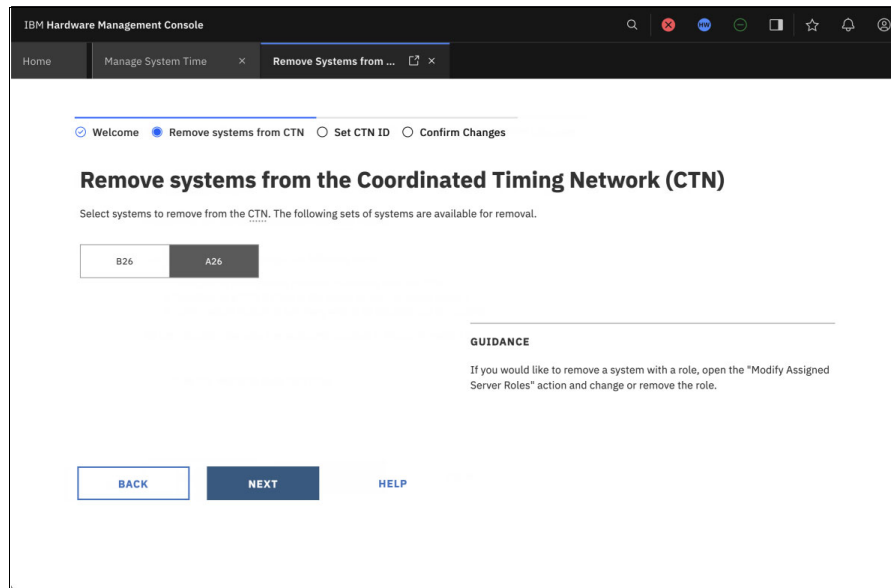 IBM Hardware Management Console
HW
Home
Manage System Time
Remove Systems from ...
Welcome
Remove systems from CTN
Set CTN ID
Confirm Changes
Remove systems from the Coordinated Timing Network (CTN)
Select systems to remove from the CTN. The following sets of systems are available for removal.
B26
A26
GUIDANCE
If you would like to remove a system with a role, open the "Modify Assigned
Server Roles" action and change or remove the role.
BACK
NEXT
HELP